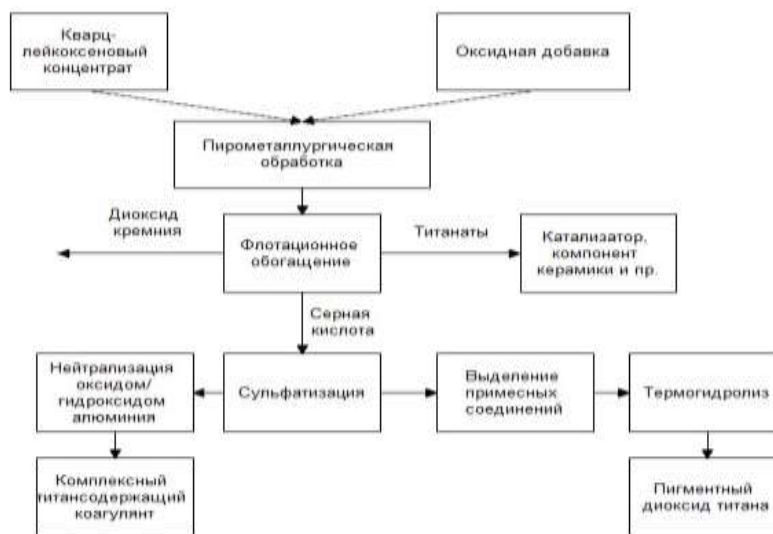 Кварц-
лейкоксеновый
концентрат
Оксидная добавка
Пирометаллургическая
обработка
Диоксид
кремния
Флотационное
обогащение
Титанаты
Катализатор,
компонент
керамики и пр.
Серная
кислота
Нейтрализация
оксидом/
гидроксидом
алюминия
Сульфатизация
Выделение
примесных
соединений
Термогидролиз
Комплексный
титансодержащий
коагулянт
Пигментный
диоксид титана